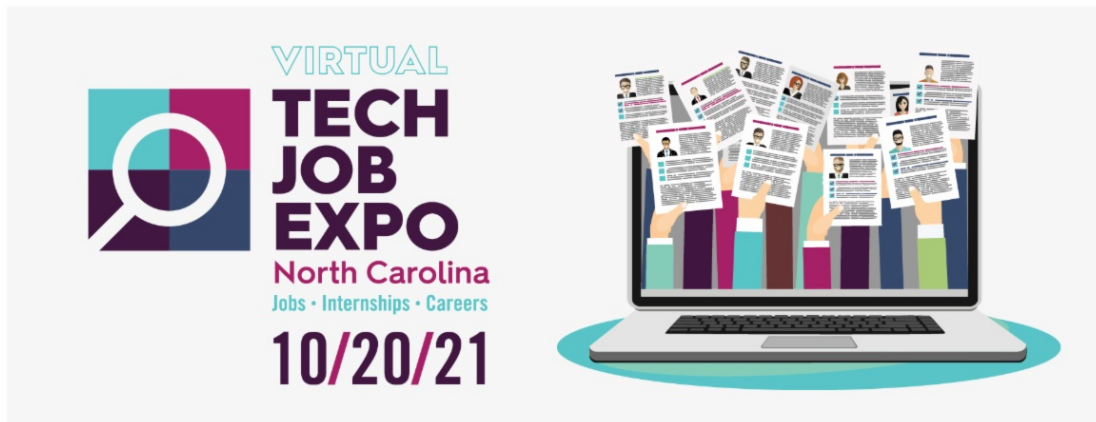 VIRTUAL
TECH
JOB
EXPO
North Carolina
Jobs • Internships • Careers
10/20/21